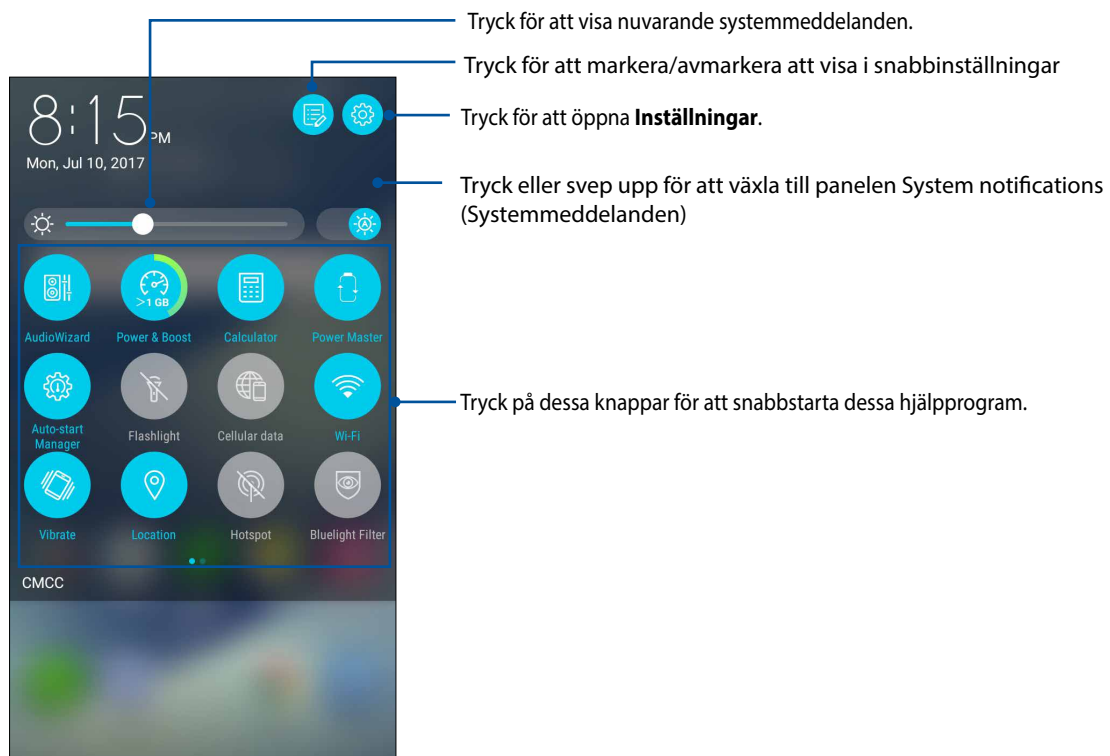 Tryck för att visa nuvarande systemmeddelanden.
Tryck för att markera/avmarkera att visa i snabbinställningar
Tryck för att öppna Inställningar.
Tryck eller svep upp för att växla till panelen System notifications
(Systemmeddelanden)
Tryck på dessa knappar för att snabbstarta dessa hjälpprogram.
8:15 PM
Mon, Jul 10, 2017
A
>1 GB
AudioWizard Power & Boost Calculator Power Master
Auto-start
Manager Flashlight Cellular data Wi-Fi
Vibrate Location Hotspot Bluelight Filter
CMCC